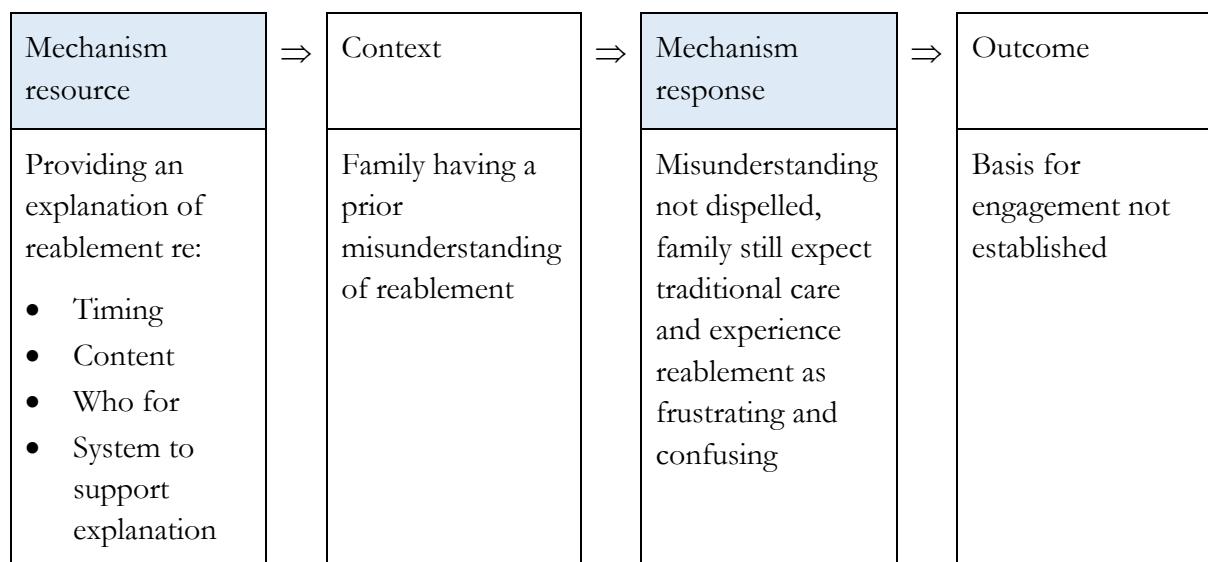 Mechanism
resource
⇒
Context
⇒
Mechanism
response
⇒
Outcome
Providing an
explanation of
reablement re:
• Timing
• Content
• Who for
• System to
support
explanation
Family having a
prior
misunderstanding
of reablement
Misunderstanding
not dispelled,
family still expect
traditional care
and experience
reablement as
frustrating and
confusing
Basis for
engagement not
established